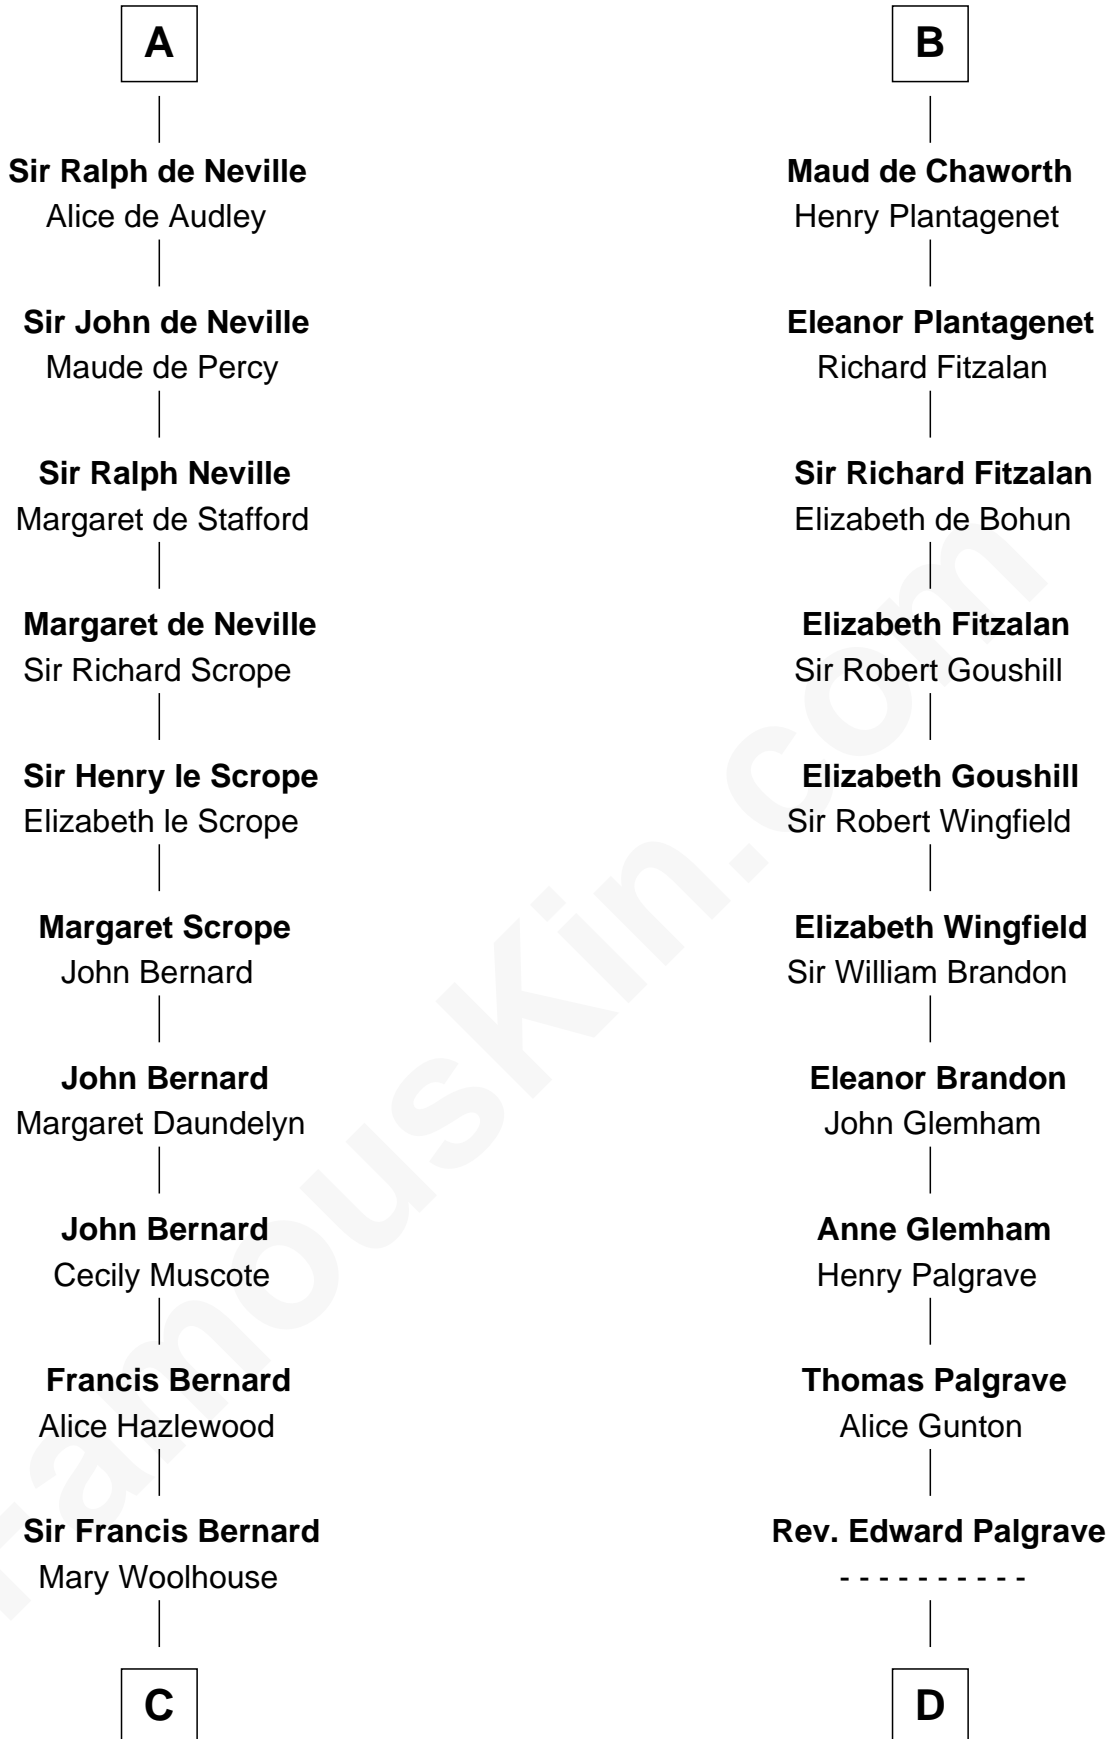 A
Sir Ralph de Neville
Alice de Audley
Sir John de Neville
Maude de Percy
Sir Ralph Neville
Margaret de Stafford
Margaret de Neville
Sir Richard Scrope
Sir Henry le Scrope
Elizabeth le Scrope
Margaret Scrope
John Bernard
John Bernard
Margaret Daundelyn
John Bernard
Cecily Muscote
Francis Bernard
Alice Hazlewood
Sir Francis Bernard
Mary Woolhouse
C
B
Maud de Chaworth
Henry Plantagenet
Eleanor Plantagenet
Richard Fitzalan
Sir Richard Fitzalan
Elizabeth de Bohun
Elizabeth Fitzalan
Sir Robert Goushill
Elizabeth Goushill
Sir Robert Wingfield
Elizabeth Wingfield
Sir William Brandon
Eleanor Brandon
John Glemham
Anne Glemham
Henry Palgrave
Thomas Palgrave
Alice Gunton
Rev. Edward Palgrave
- - - - - - - - - -
D
FamousKin.com